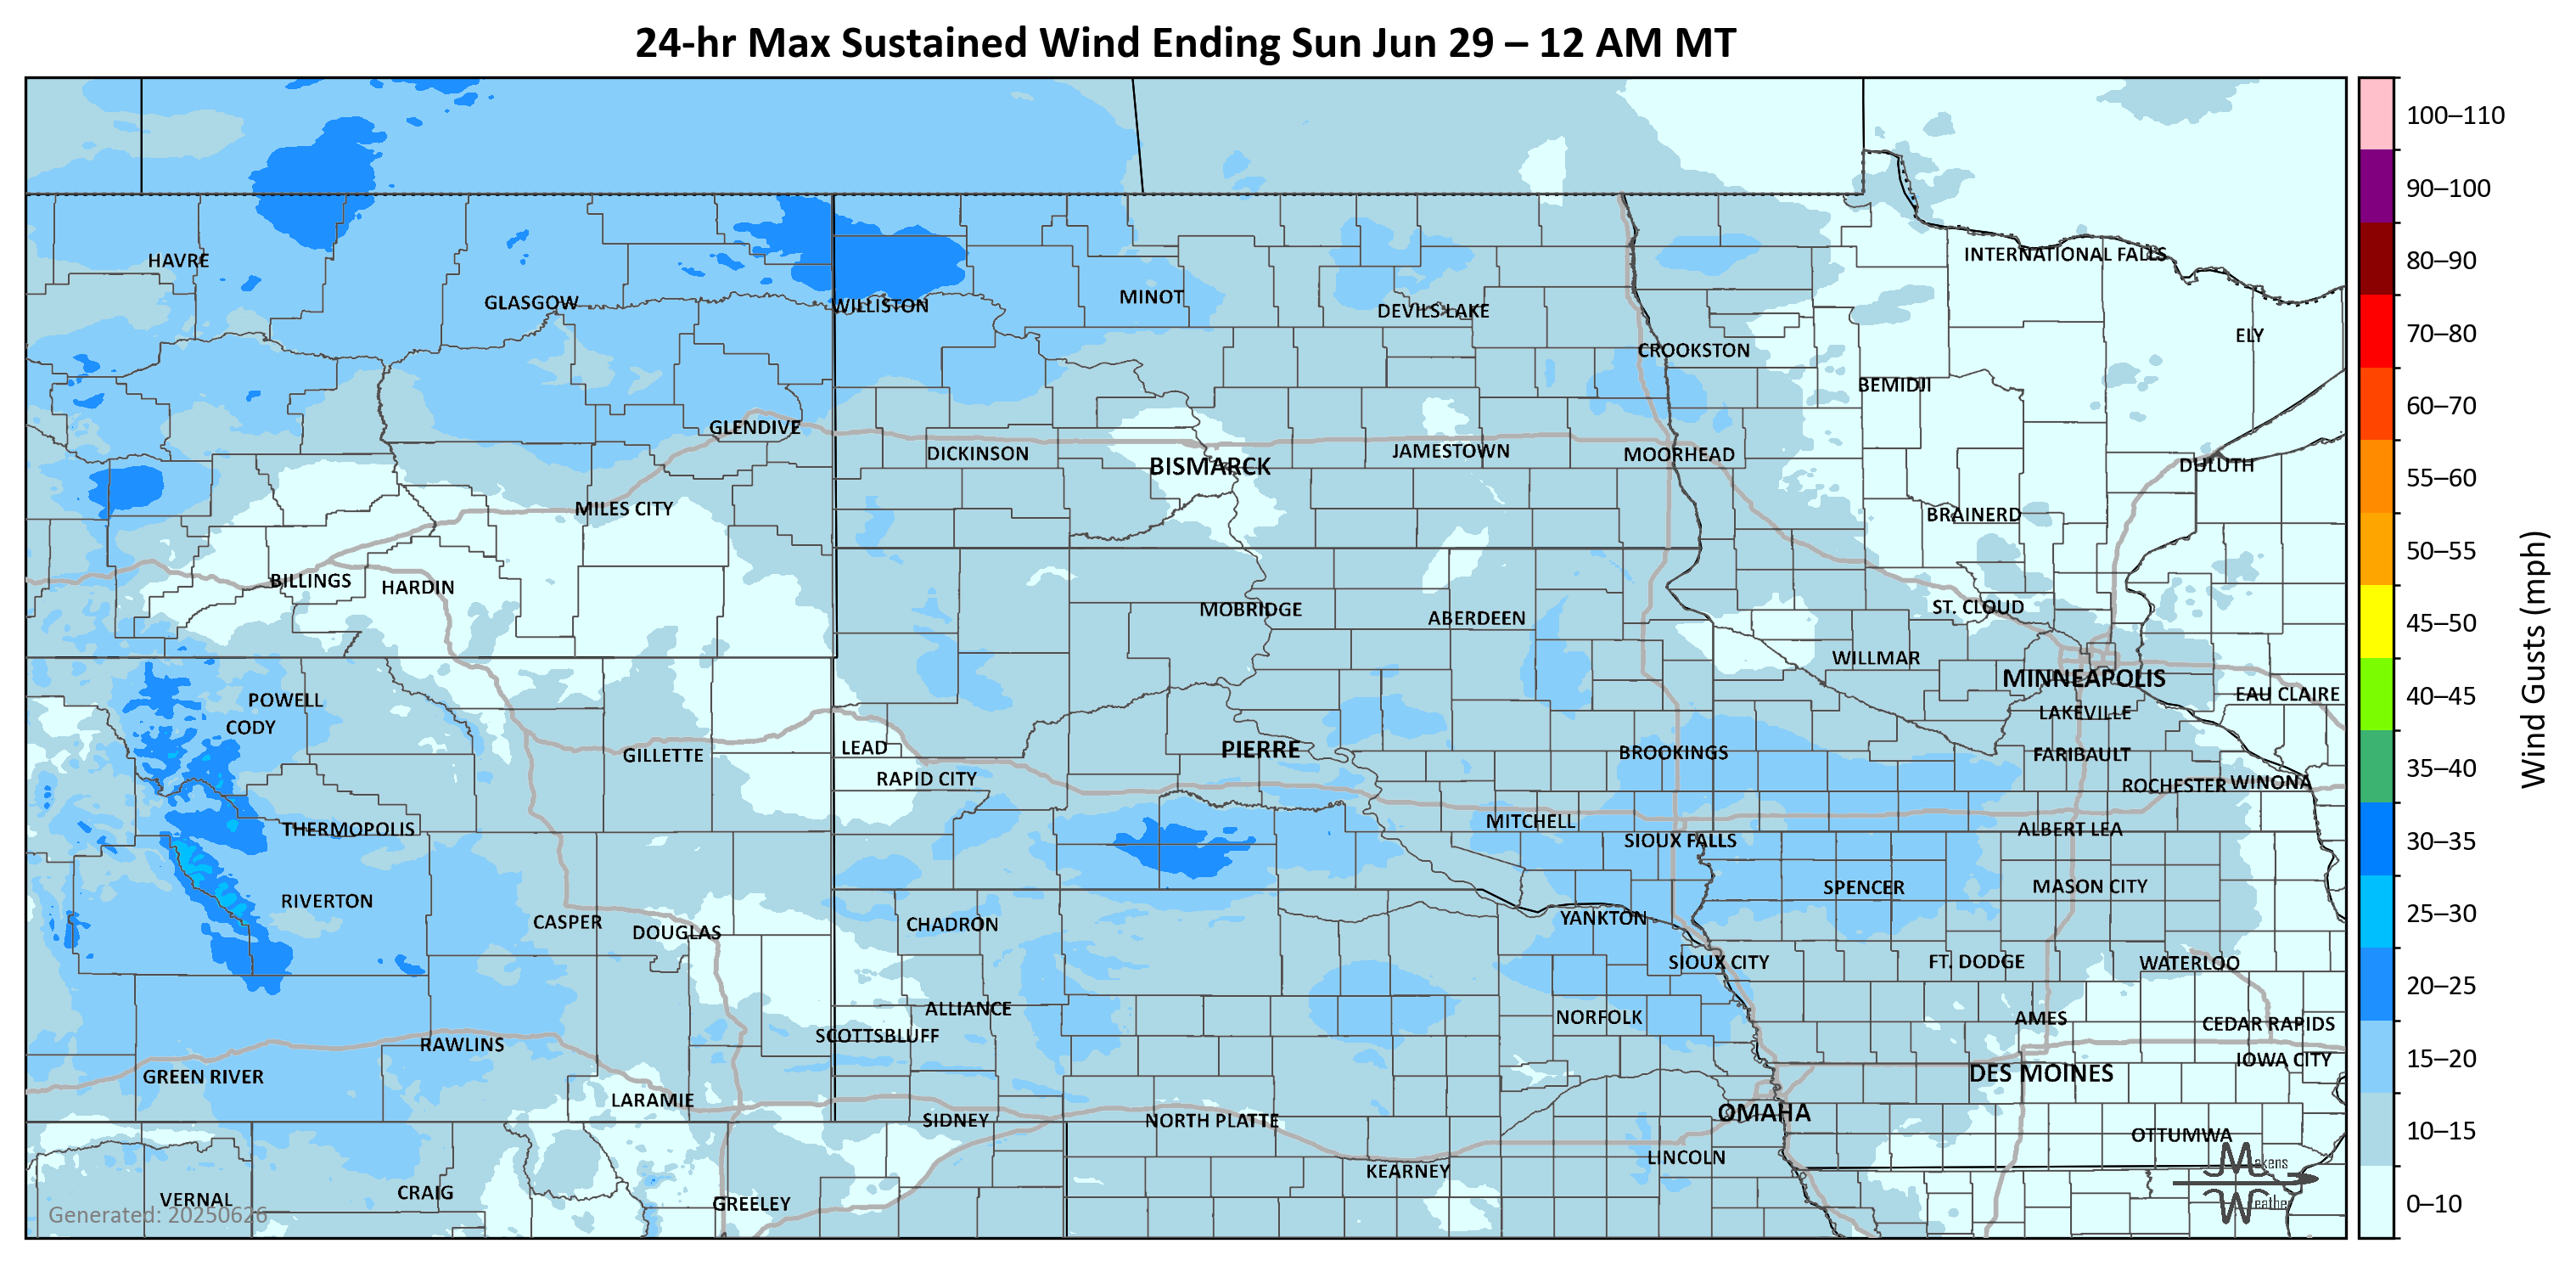 24-hr Max Sustained Wind Ending Sun Jun 29 – 12 AM MT
HAVRE
GLASGOW
WILLISTON
MINOT
DEVILS LAKE
CROOKSTON
INTERNATIONAL FALLS
ELY
BEMIDJI
GLENDIVE
DICKINSON
BISMARCK
JAMESTOWN
MOORHEAD
DULUTH
MILES CITY
BRAINERD
BILLINGS
HARDIN
MOBRIDGE
ABERDEEN
ST. CLOUD
WILLMAR
MINNEAPOLIS
EAU CLAIRE
POWELL
CODY
LAKEVILLE
GILLETTE
LEAD
RAPID CITY
PIERRE
BROOKINGS
FARIBAULT
ROCHESTER
WINONA
THERMOPOLIS
MITCHELL
SIOUX FALLS
ALBERT LEA
RIVERTON
SPENCER
MASON CITY
CASPER
DOUGLAS
CHADRON
YANKTON
SIOUX CITY
FT. DODGE
WATERLOO
ALLIANCE
SCOTTSBLUFF
NORFOLK
AMES
CEDAR RAPIDS
RAWLINS
IOWA CITY
GREEN RIVER
DES MOINES
LARAMIE
SIDNEY
NORTH PLATTE
OMAHA
OTTUMWA
LINCOLN
KEARNEY
VERNAL
CRAIG
GREELEY
Generated: 20250626
Makens
Weather
100–110
90–100
80–90
70–80
60–70
55–60
50–55
45–50
40–45
35–40
30–35
25–30
20–25
15–20
10–15
0–10
Wind Gusts (mph)